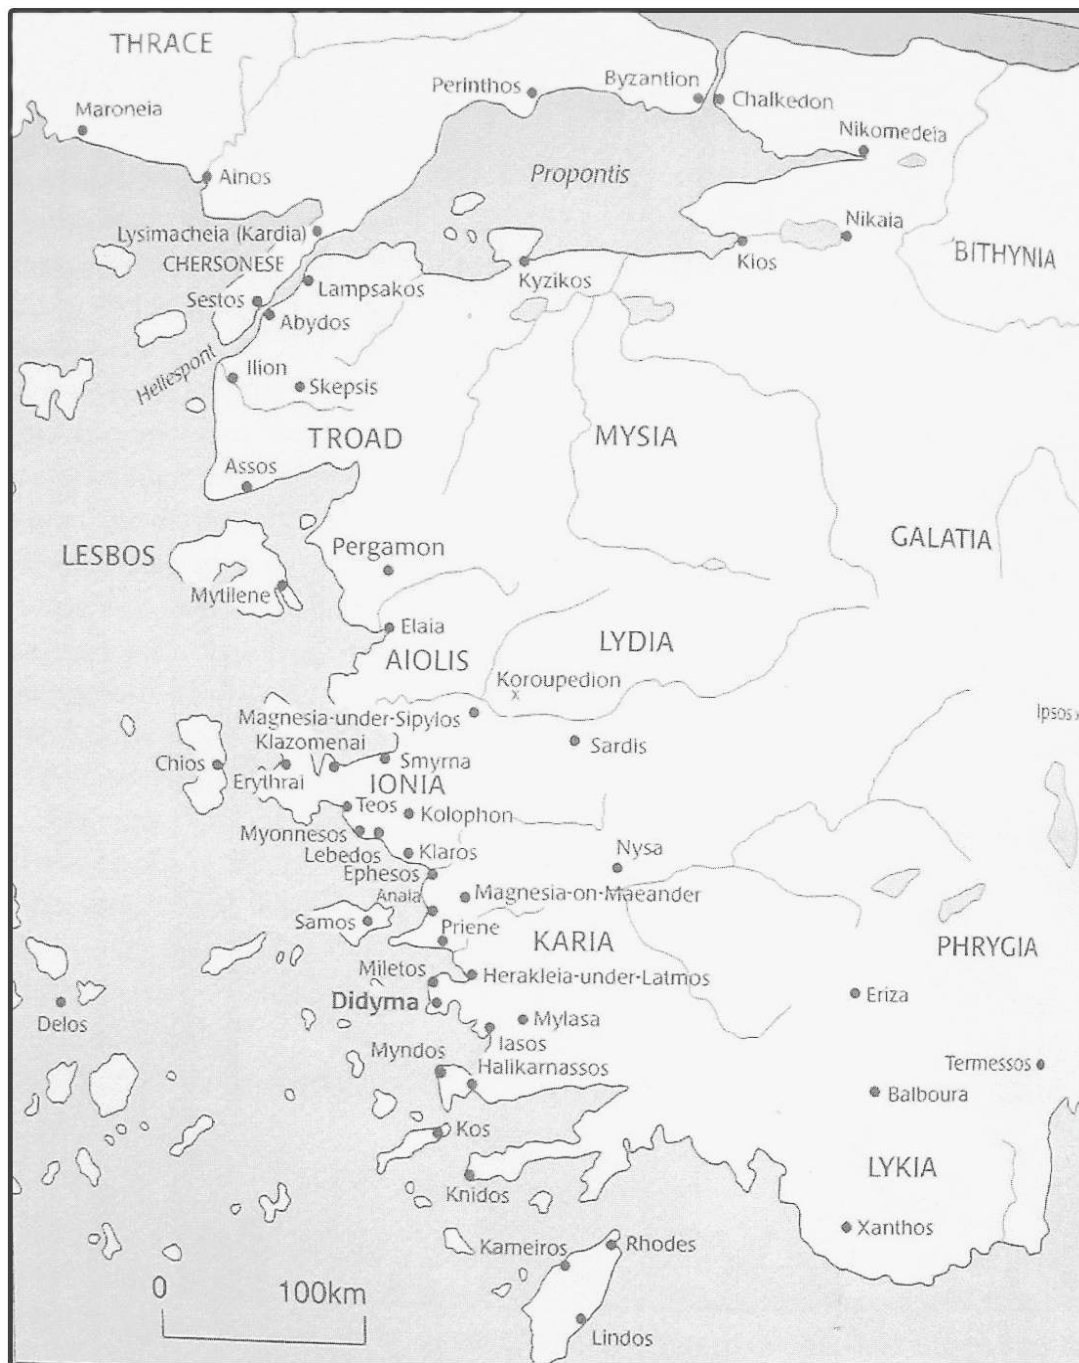 THRACE
Maroneia
Perinthos
Byzantion
Chalkedon
Nikomedeia
Ainos
Propontis
Lysimacheia (Kardia)
CHERSONESE
Nikaia
Kios
BITHYNIA
Kyzikos
Lampsakos
Sestos
Abydos
Hellespont
Ilion
Skepsis
TROAD
MYSIA
Assos
GALATIA
LESBOS
Pergamon
Mytilene
Elaia
AIOLIS
LYDIA
Koroupedion
x
Magnesia-under-Sipylos
Ipsos x
Klazomenai
Sardis
Chios
Erythrai
Smyrna
IONIA
Teos
Kolophon
Myonnesos
Lebedos
Klaros
Nysa
Ephesos
Anaia
Magnesia-on-Maeander
Samos
Priene
KARIA
PHRYGIA
Miletos
Herakleia-under-Latmos
Didyma
Eriza
Delos
Mylasa
Iasos
Myndos
Halikarnassos
Termessos
Balboura
Kos
LYKIA
Knidos
Xanthos
Kameiros
Rhodes
0 100km
Lindos